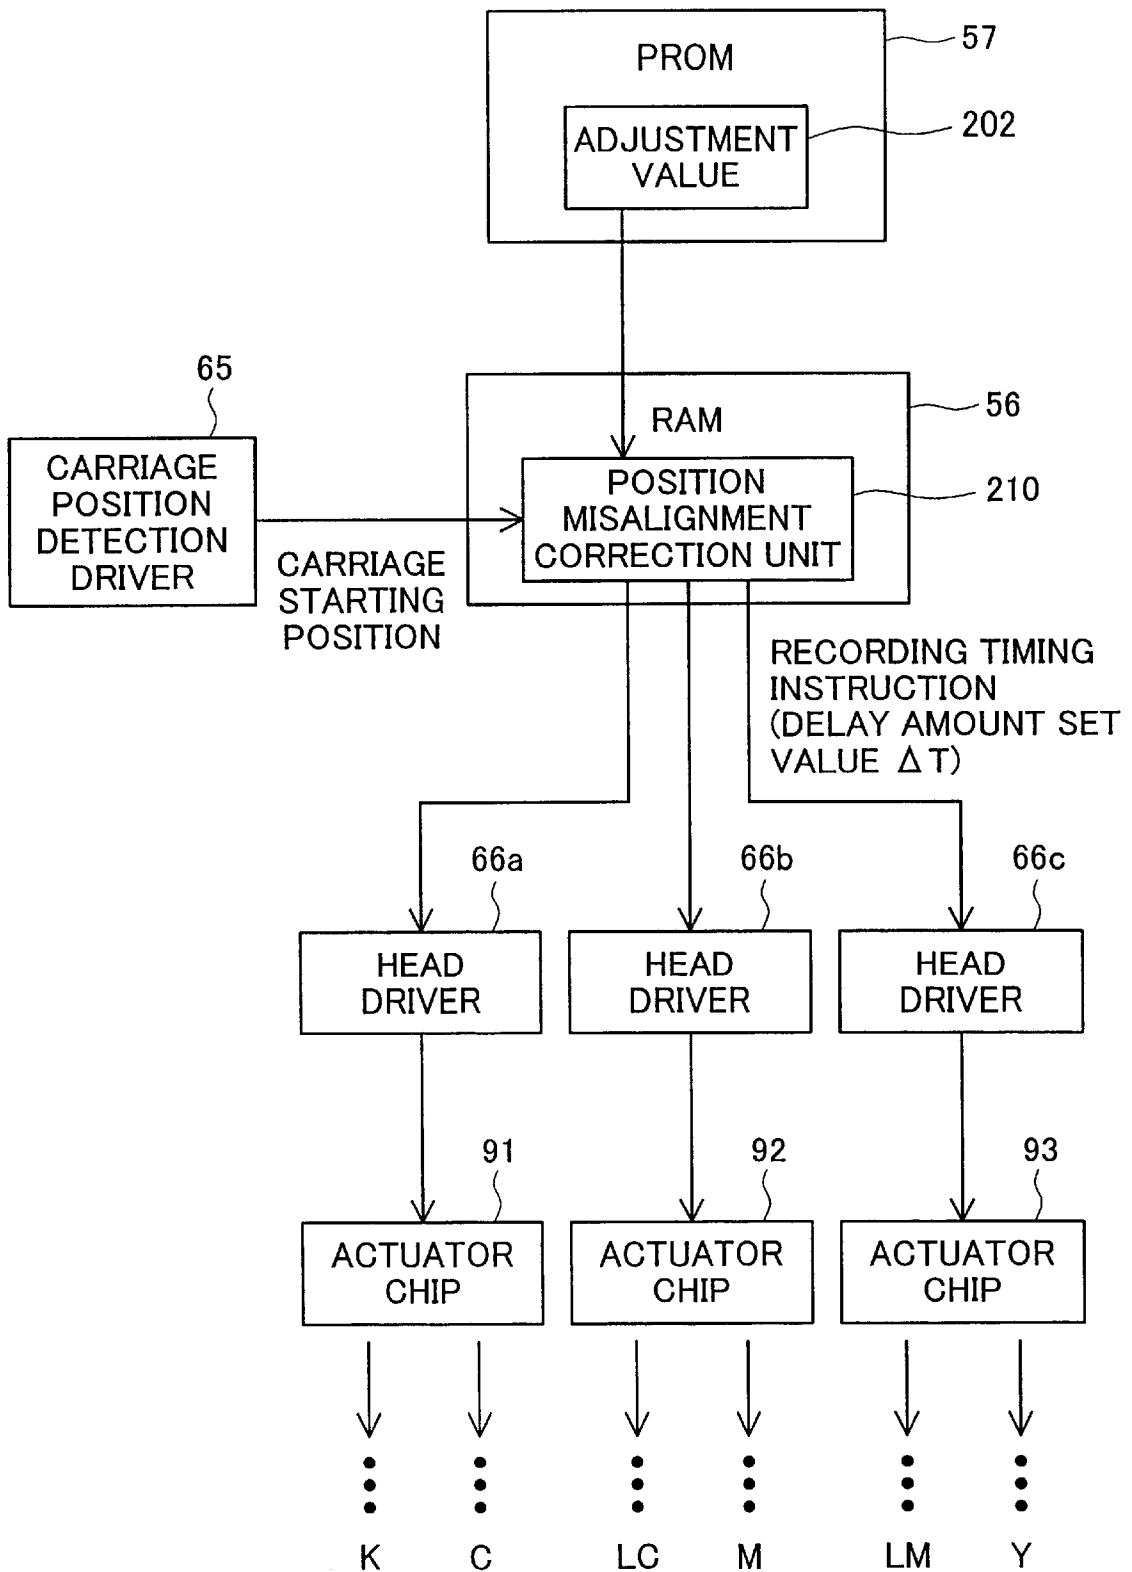 57
PROM
202
ADJUSTMENT
VALUE
65
56
RAM
CARRIAGE
POSITION
DETECTION
DRIVER
210
POSITION
MISALIGNMENT
CORRECTION UNIT
CARRIAGE
STARTING
POSITION
RECORDING TIMING
INSTRUCTION
(DELAY AMOUNT SET
VALUE ΔT)
66a
66b
66c
HEAD
DRIVER
HEAD
DRIVER
HEAD
DRIVER
91
92
93
ACTUATOR
CHIP
ACTUATOR
CHIP
ACTUATOR
CHIP
K
C
LC
M
LM
Y